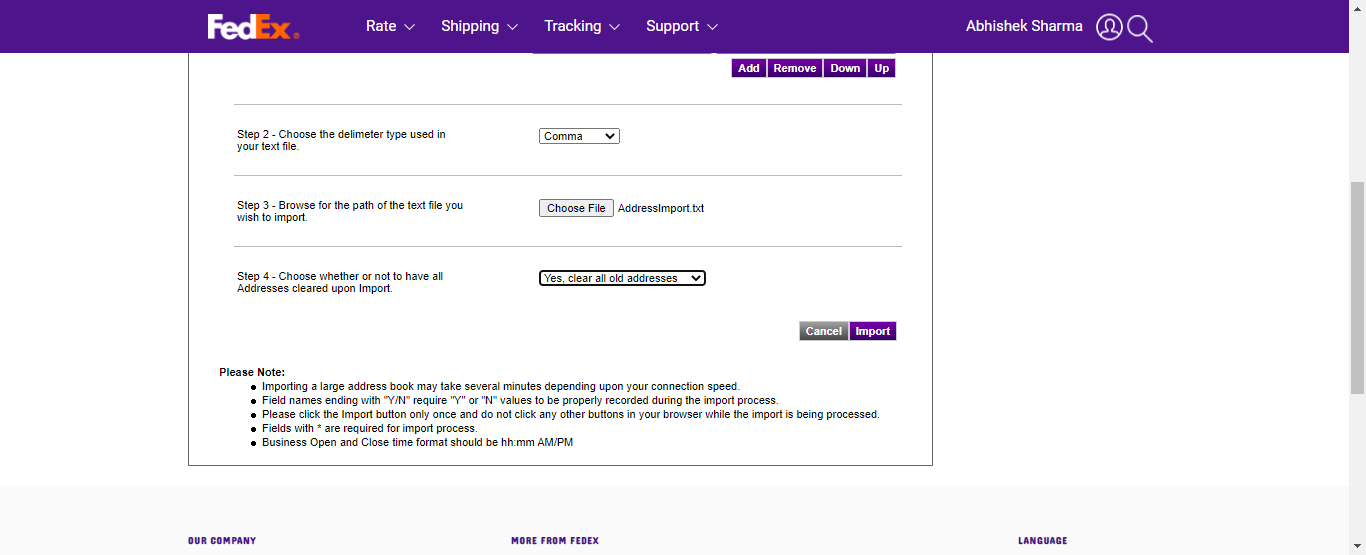 FedEx®
Rate Shipping Tracking Support Abhishek Sharma
Add Remove Down Up
Step 2 - Choose the delimeter type used in
your text file.
Comma
Step 3 - Browse for the path of the text file you
wish to import.
Choose File AddressImport.txt
Step 4 - Choose whether or not to have all
Addresses cleared upon Import.
Yes, clear all old addresses
Cancel Import
Please Note:
Importing a large address book may take several minutes depending upon your connection speed.
Field names ending with "Y/N" require "Y" or "N" values to be properly recorded during the import process.
Please click the Import button only once and do not click any other buttons in your browser while the import is being processed.
Fields with * are required for import process.
Business Open and Close time format should be hh:mm AM/PM
OUR COMPANY MORE FROM FEDEX LANGUAGE